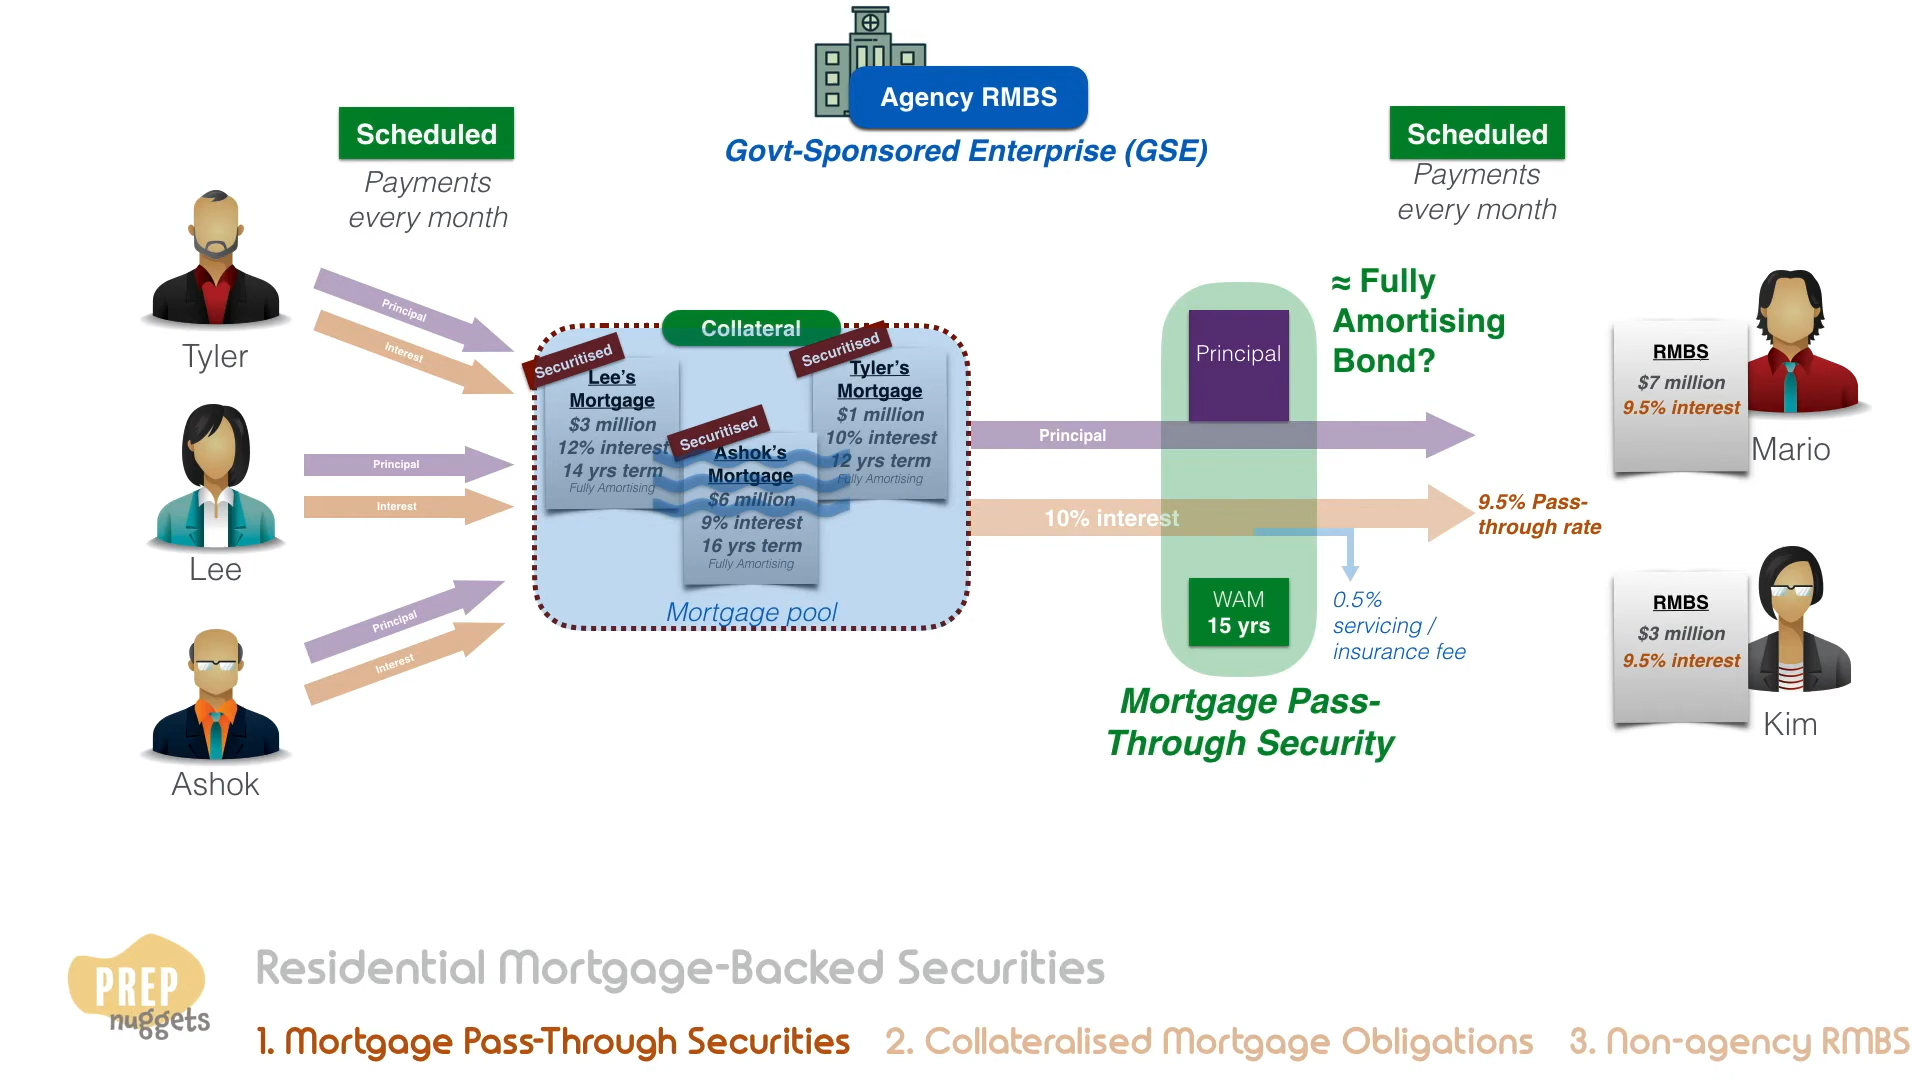 Agency RMBS
Govt-Sponsored Enterprise (GSE)
Scheduled
Payments
every month
Scheduled
Payments
every month
Tyler
Principal
Interest
Lee
Principal
Interest
Ashok
Principal
Interest
Collateral
Securitised
Lee's
Mortgage
$3 million
12% interest
14 yrs term
Fully Amortising
Securitised
Ashok's
Mortgage
$6 million
9% interest
16 yrs term
Fully Amortising
Securitised
Tyler's
Mortgage
$1 million
10% interest
12 yrs term
Fully Amortising
Mortgage pool
Principal
10% interest
Principal
WAM
15 yrs
≈ Fully
Amortising
Bond?
9.5% Pass-
through rate
0.5%
servicing /
insurance fee
Mortgage Pass-
Through Security
RMBS
$7 million
9.5% interest
Mario
RMBS
$3 million
9.5% interest
Kim
PREP
nuggets
Residential Mortgage-Backed Securities
1. Mortgage Pass-Through Securities
2. Collateralised Mortgage Obligations
3. Non-agency RMBS